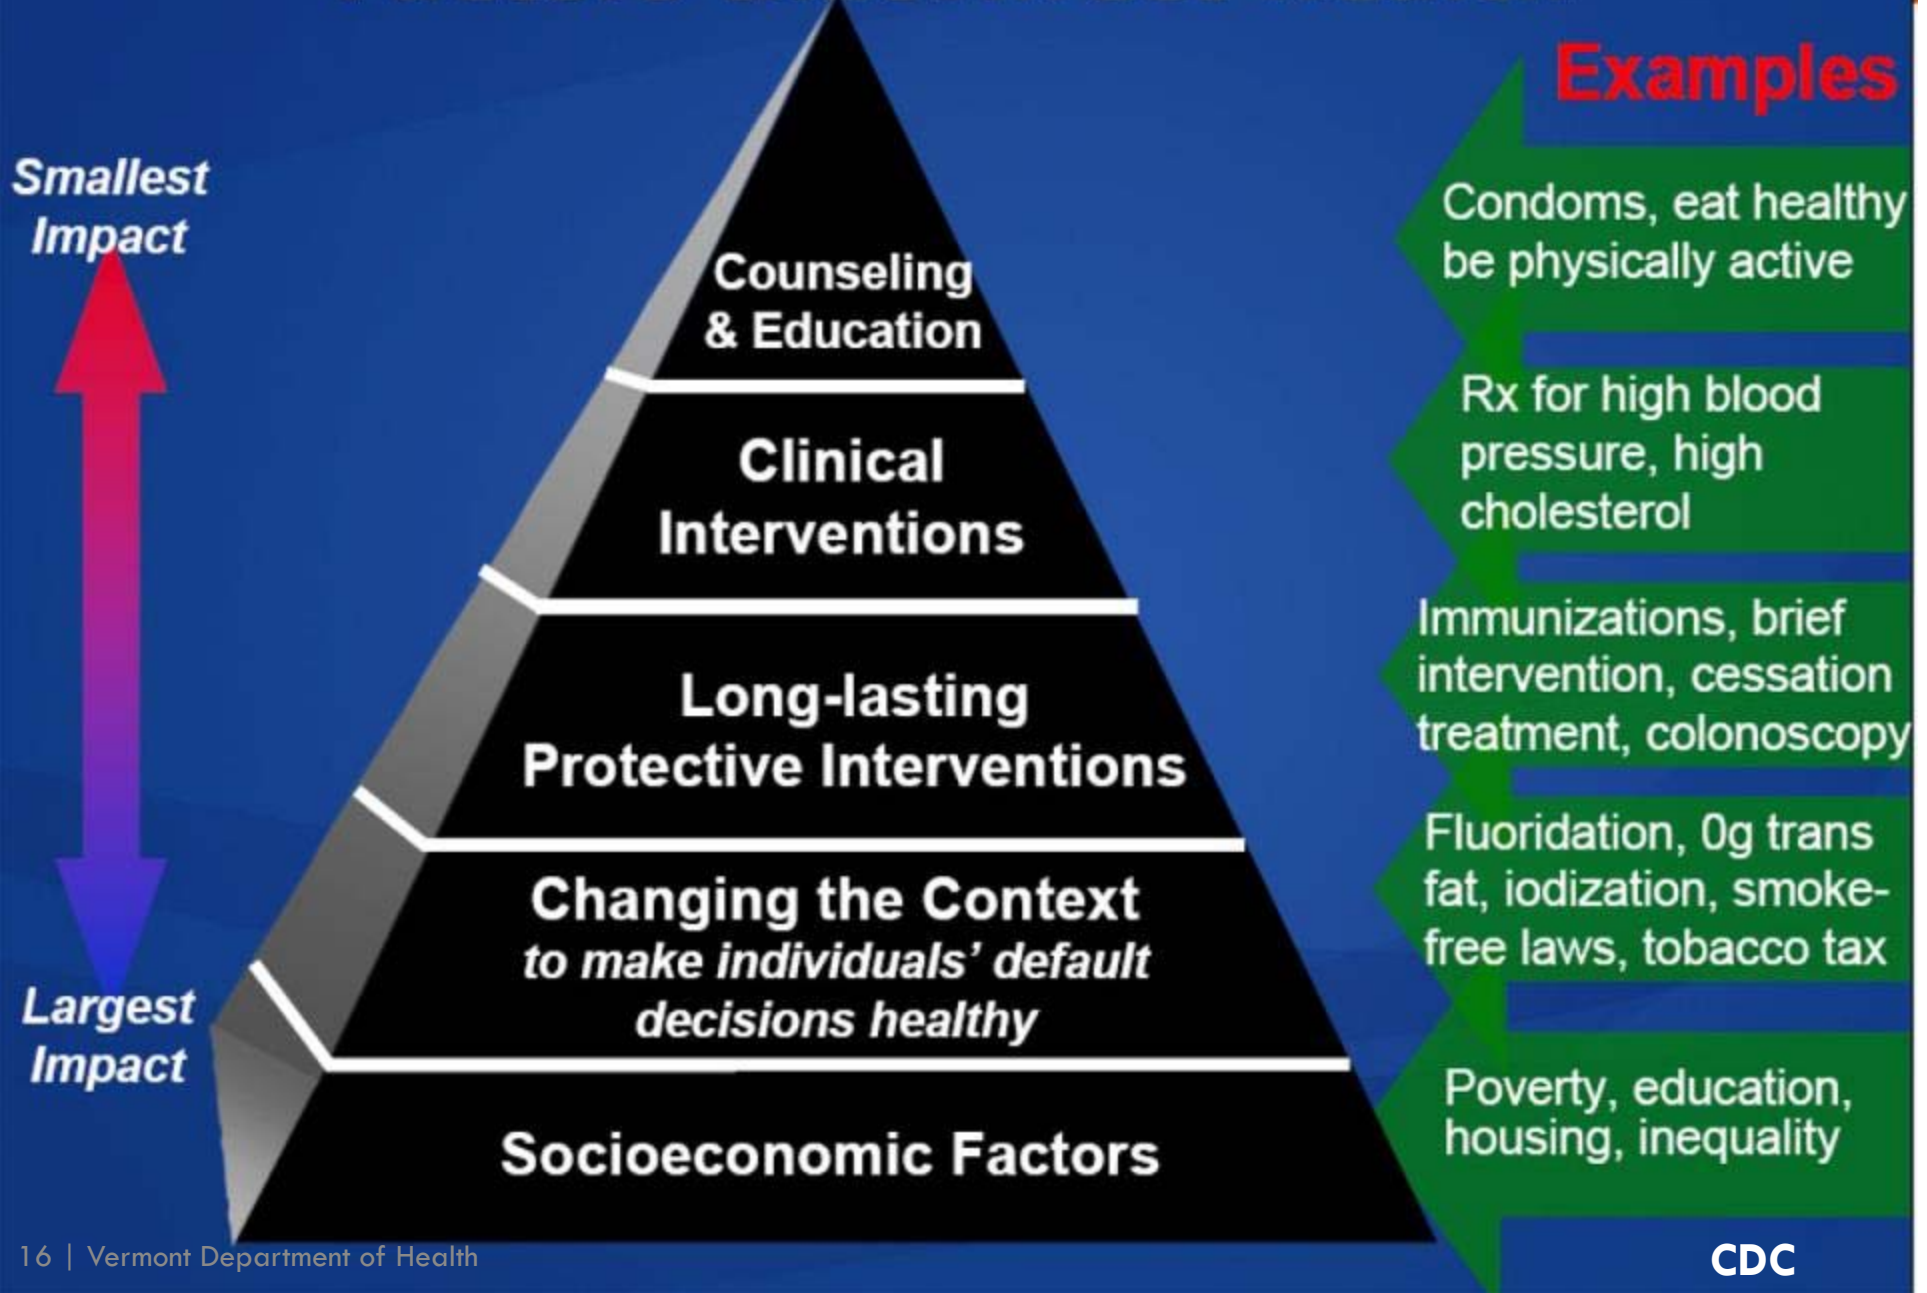 Examples
Smallest
Impact
Condoms, eat healthy
be physically active
Counseling
& Education
Rx for high blood
pressure, high
cholesterol
Clinical
Interventions
Immunizations, brief
intervention, cessation
treatment, colonoscopy
Long-lasting
Protective Interventions
Fluoridation, 0g trans
fat, iodization, smoke-
free laws, tobacco tax
Changing the Context
to make individuals’ default
decisions healthy
Largest
Impact
Poverty, education,
housing, inequality
Socioeconomic Factors
16 | Vermont Department of Health
CDC